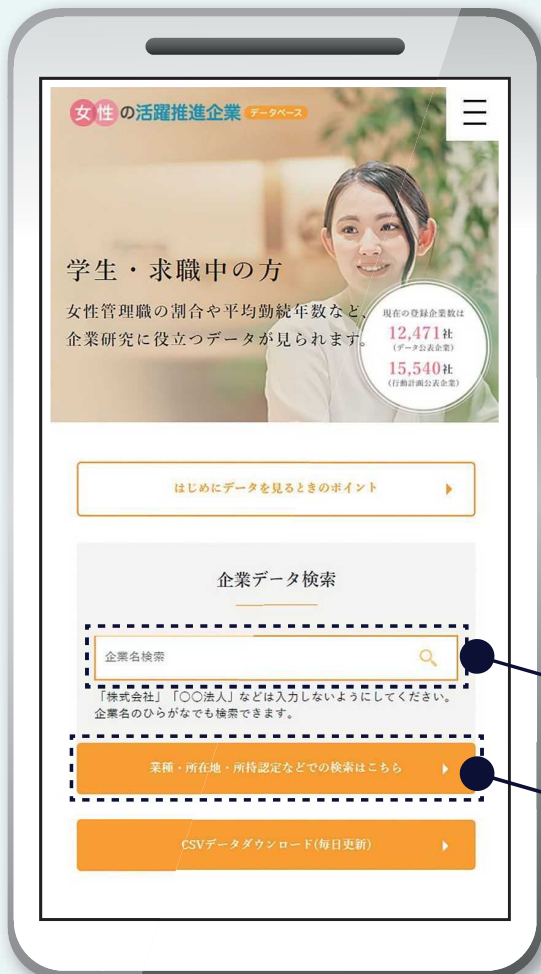 女性の活躍推進企業 データベース
学生・求職中の方
女性管理職の割合や平均勤続年数など、
企業研究に役立つデータが見られます。
現在の登録企業数は
12,471社
(データ公表企業)
15,540社
(行動計画公表企業)
はじめにデータを見るときのポイント
企業データ検索
企業名検索
「株式会社」「〇〇法人」などは入力しないようにしてください。
企業名のひらがなでも検索できます。
業種・所在地・所持認定などでの検索はこちら
CSVデータダウンロード(毎日更新)